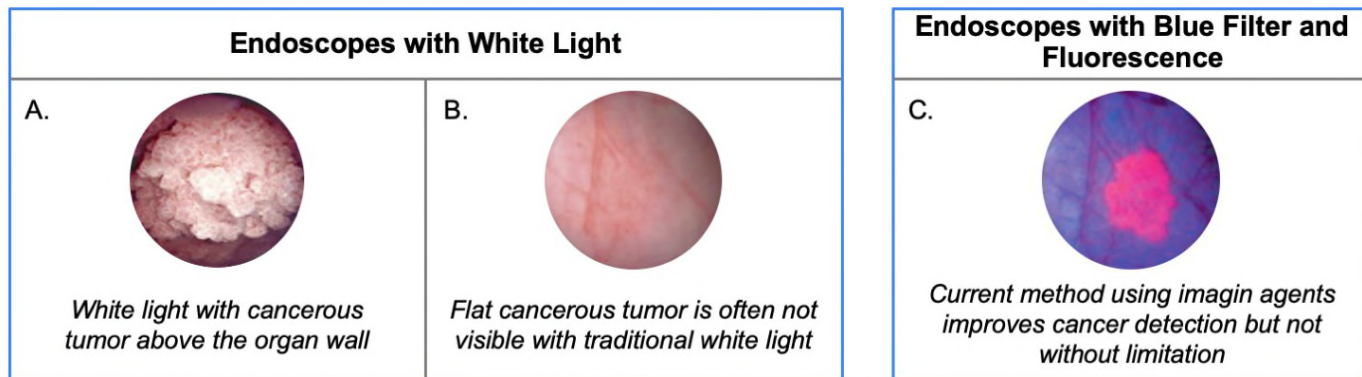 Endoscopes with White Light
Endoscopes with Blue Filter and
Fluorescence
A.
B.
C.
White light with cancerous
tumor above the organ wall
Flat cancerous tumor is often not
visible with traditional white light
Current method using imagin agents
improves cancer detection but not
without limitation